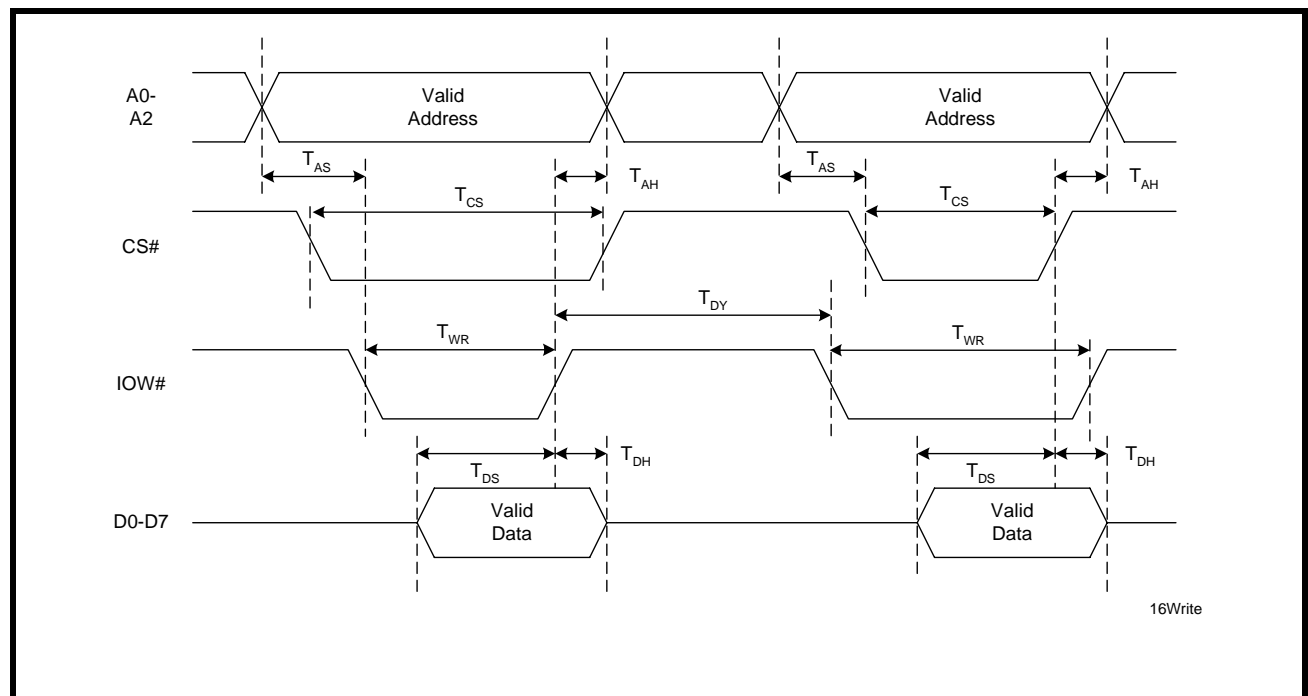 A0-
A2
Valid
Address
Valid
Address
TAS
TAH
TAS
TAH
TCS
TCS
CS#
TDY
TWR
TWR
IOW#
TDS
TDH
TDS
TDH
D0-D7
Valid
Data
Valid
Data
16Write